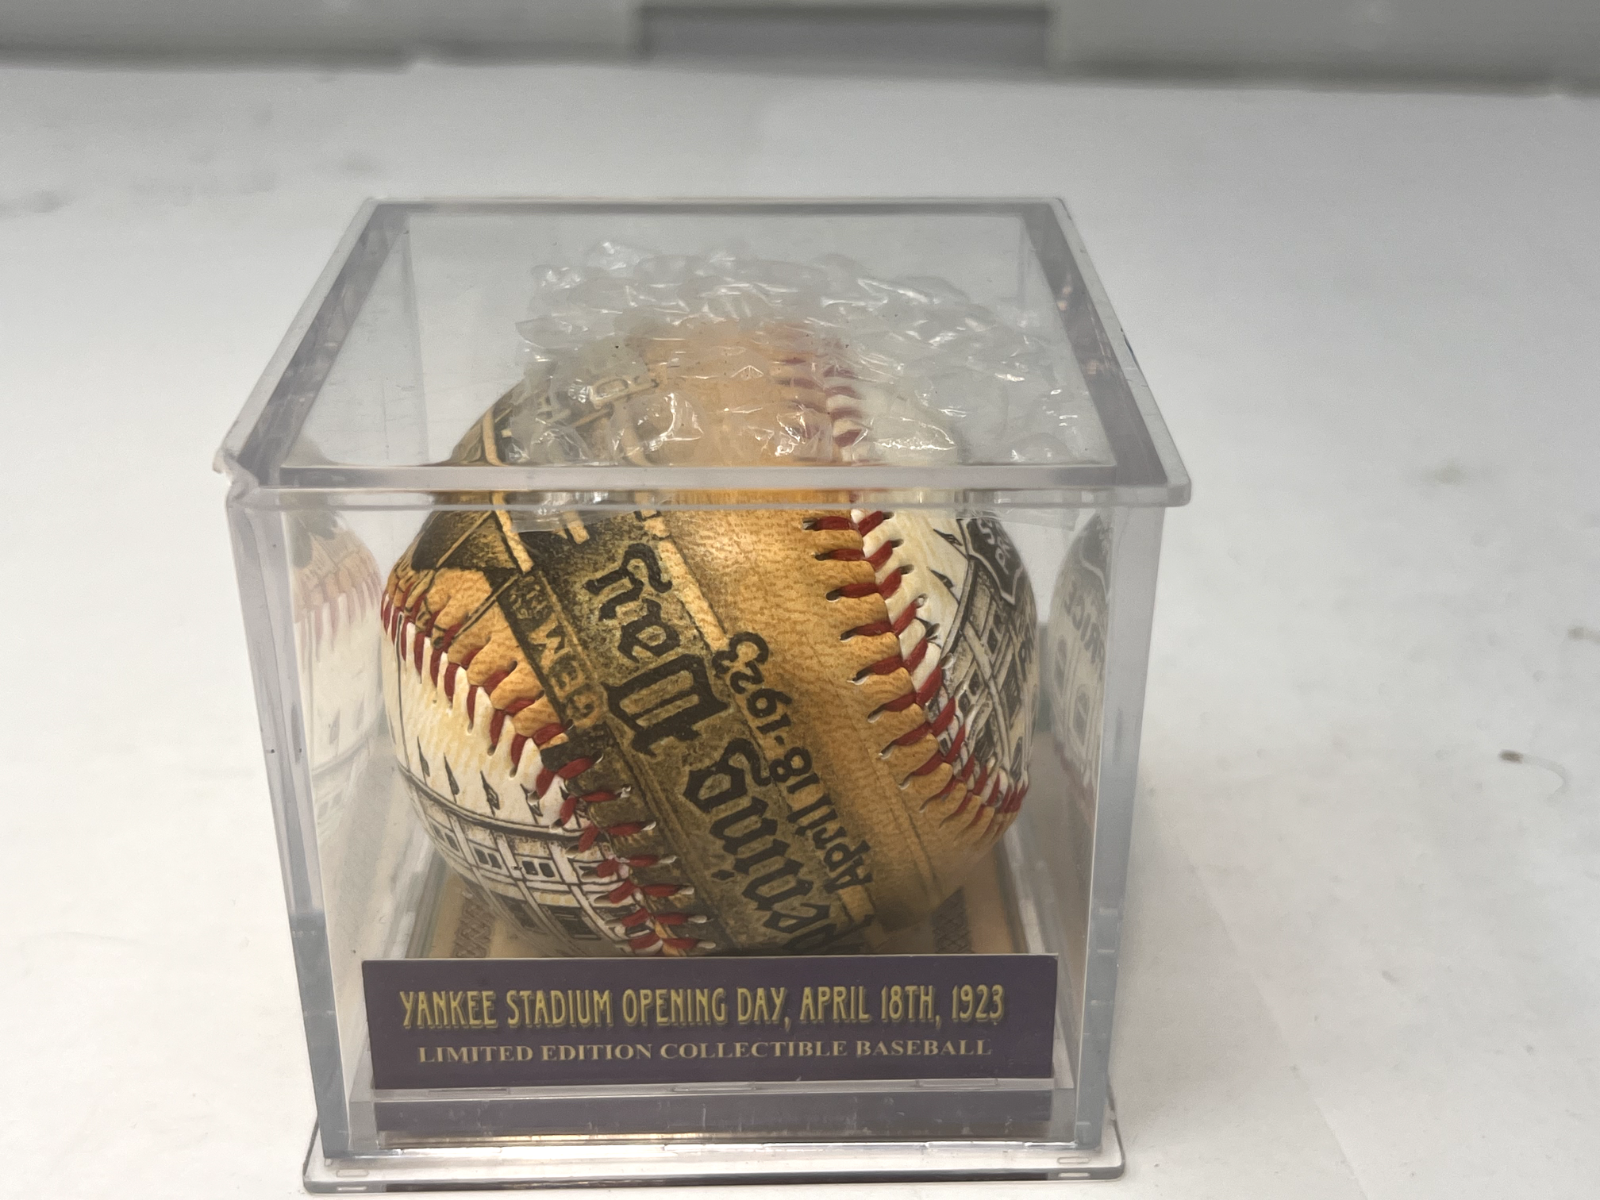 Opening Day
April 18-1923
YANKEE STADIUM OPENING DAY, APRIL 18TH, 1923
LIMITED EDITION COLLECTIBLE BASEBALL